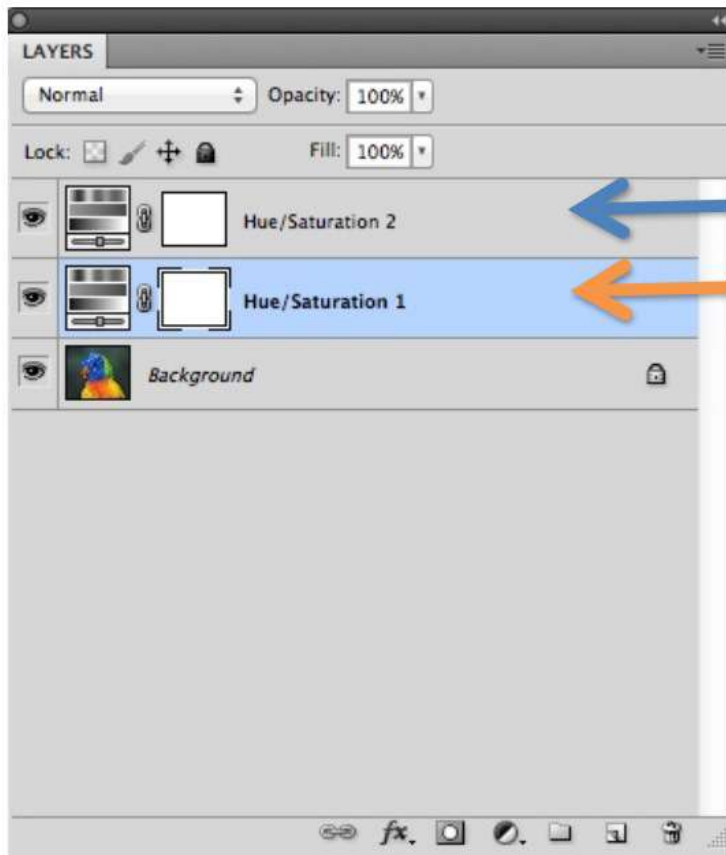 LAYERS
Normal Opacity: 100%
Lock: Fill: 100%
Hue/Saturation 2
Hue/Saturation 1
Background
fx.